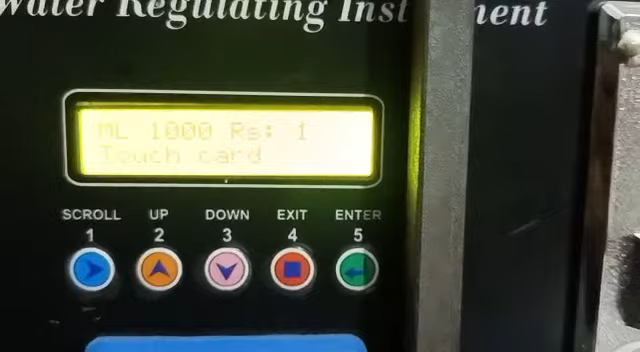 Water Regulating Inst ment
ML 1000 Rs: 1
Touch card
SCROLL UP DOWN EXIT ENTER
1 2 3 4 5